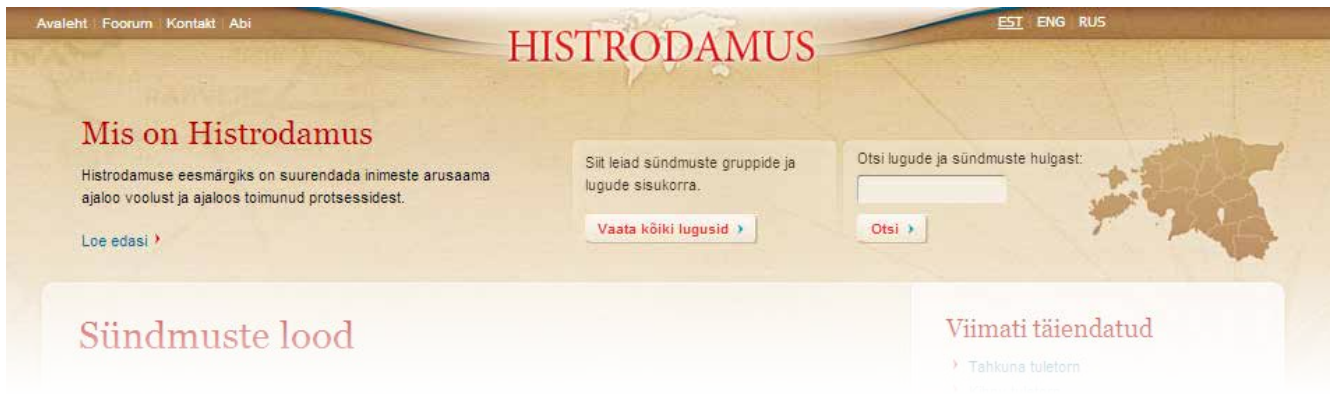 Avaleht Foorum Kontakt Abi
EST ENG RUS
HISTRODAMUS
Mis on Histrodamus
Histrodamuse eesmärgiks on suurendada inimeste arusaama
ajaloo voolust ja ajaloos toimunud protsessidest.
Loe edasi
Siit leiad sündmuste gruppide ja
lugude sisukorra.
Vaata kõiki lugusid
Otsi lugude ja sündmuste hulgast:
Otsi
Sündmuste lood
Viimati täiendatud
Tahkuna tuletorn